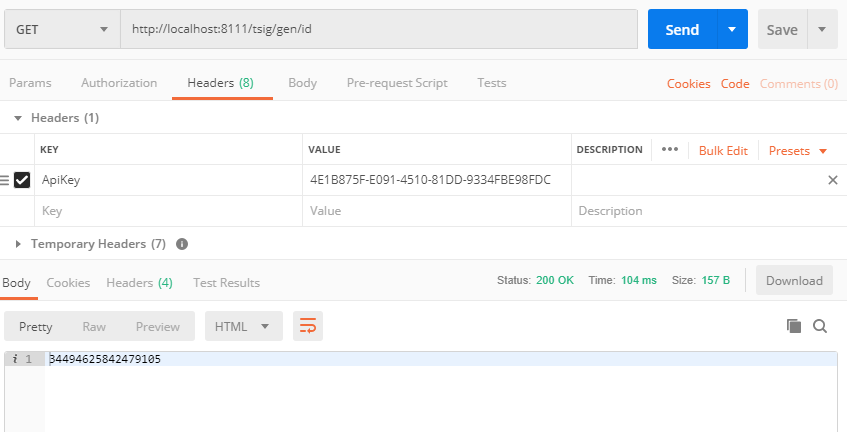 GET http://localhost:8111/tsig/gen/id Send Save
Params Authorization Headers (8) Body Pre-request Script Tests Cookies Code Comments (0)
Headers (1)
KEY VALUE DESCRIPTION ••• Bulk Edit Presets
ApiKey 4E1B875F-E091-4510-81DD-9334FBE98FDC
Key Value Description
Temporary Headers (7) i
Body Cookies Headers (4) Test Results Status: 200 OK Time: 104 ms Size: 157 B Download
Pretty Raw Preview HTML
i 1 34494625842479105